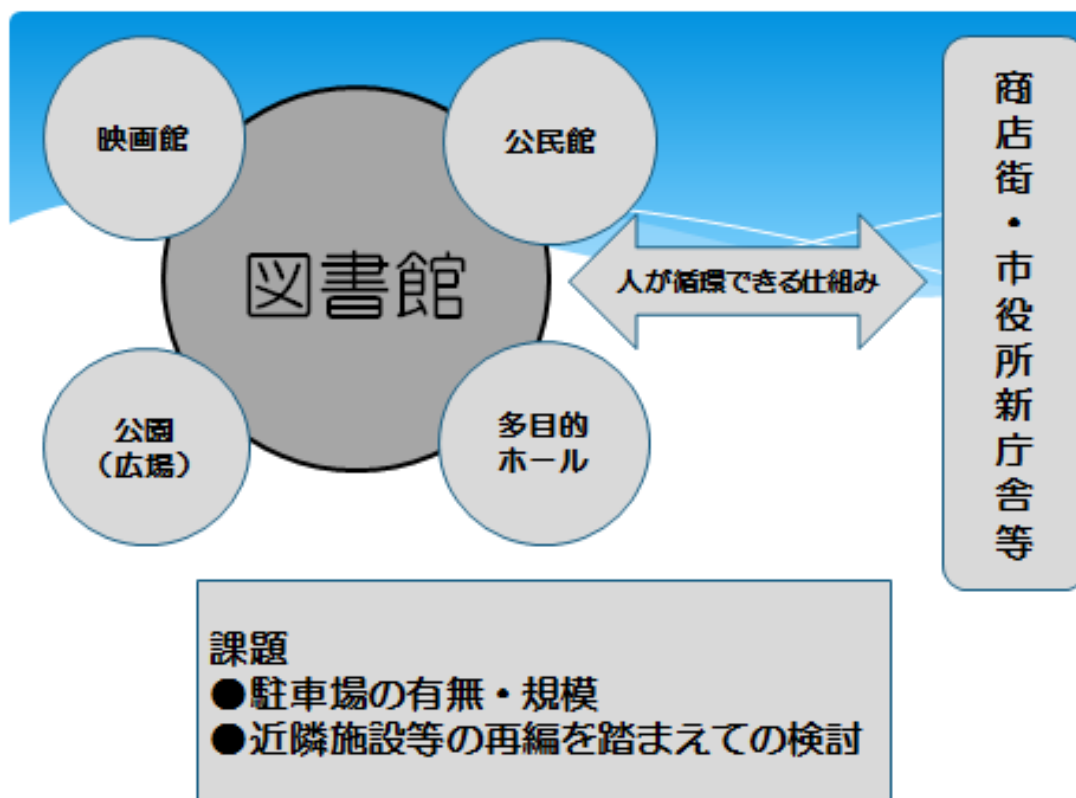 映画館
公民館
図書館
公園
（広場）
多目的
ホール
人が循環できる仕組み
商店街・市役所新庁舎等
課題
●駐車場の有無・規模
●近隣施設等の再編を踏まえての検討